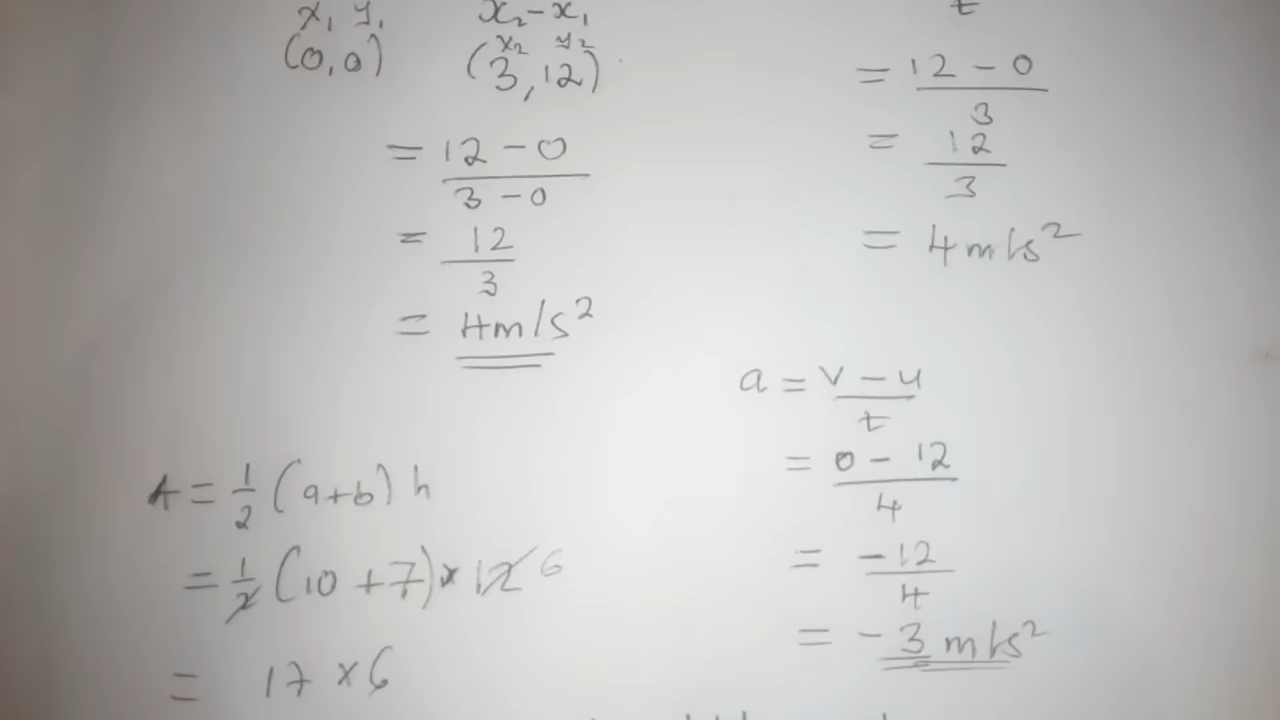 x₁ y₁ x₂ - x₁
(0, 0) x₂ y₂
(3, 12)
= 12 - 0
3 - 0
= 12
3
= 4m/s²
t
= 12 - 0
3
= 12
3
= 4m/s²
A = 1/2 (a+b) h
= 1/2 (10 + 7) × 12 6
= 17 × 6
a = v - u
t
= 0 - 12
4
= -12
4
= -3 m/s²